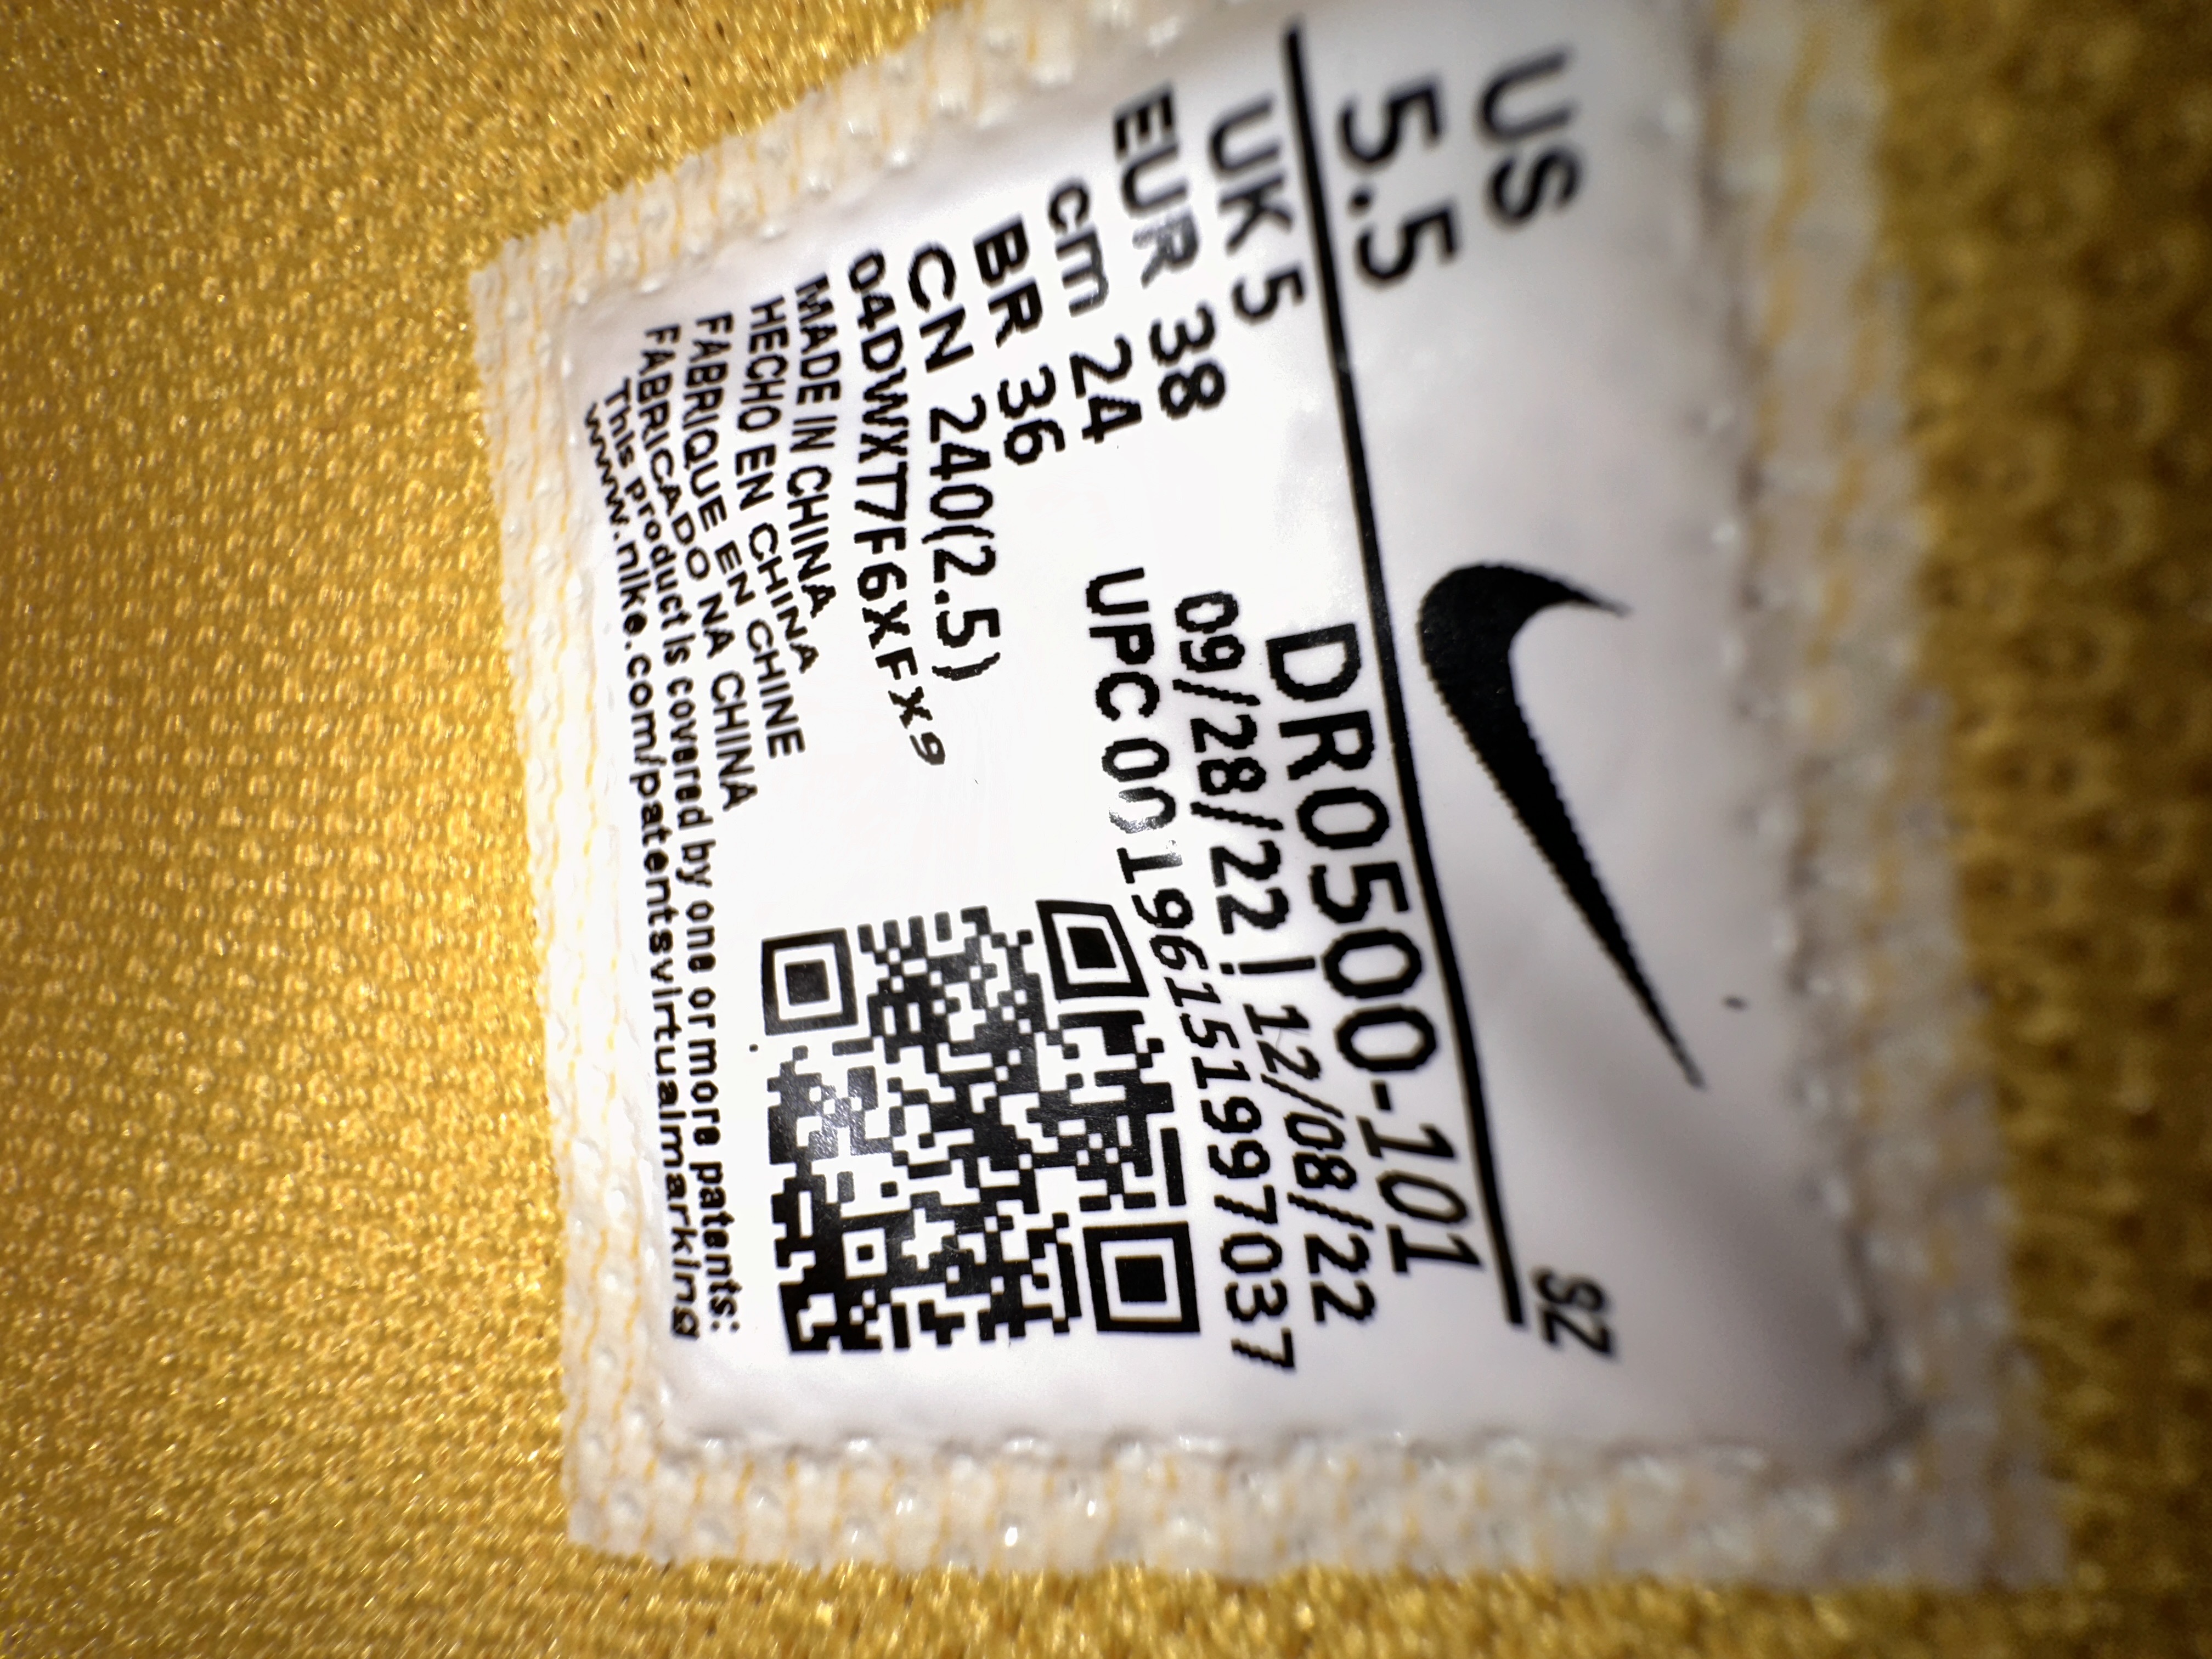 US
5.5
S2
UK 5
EUR 38
cm 24
BR 36
CN 240(2.5)
DR0500-101
09/28/22 | 12/08/22
UPC00196151997037
04DWXT7F6XFX9
MADE IN CHINA
HECHO EN CHINA
FABRIQUE EN CHINE
FABRICADO NA CHINA
This product is covered by one or more patents:
www.nike.com/patentsvirtualmarking